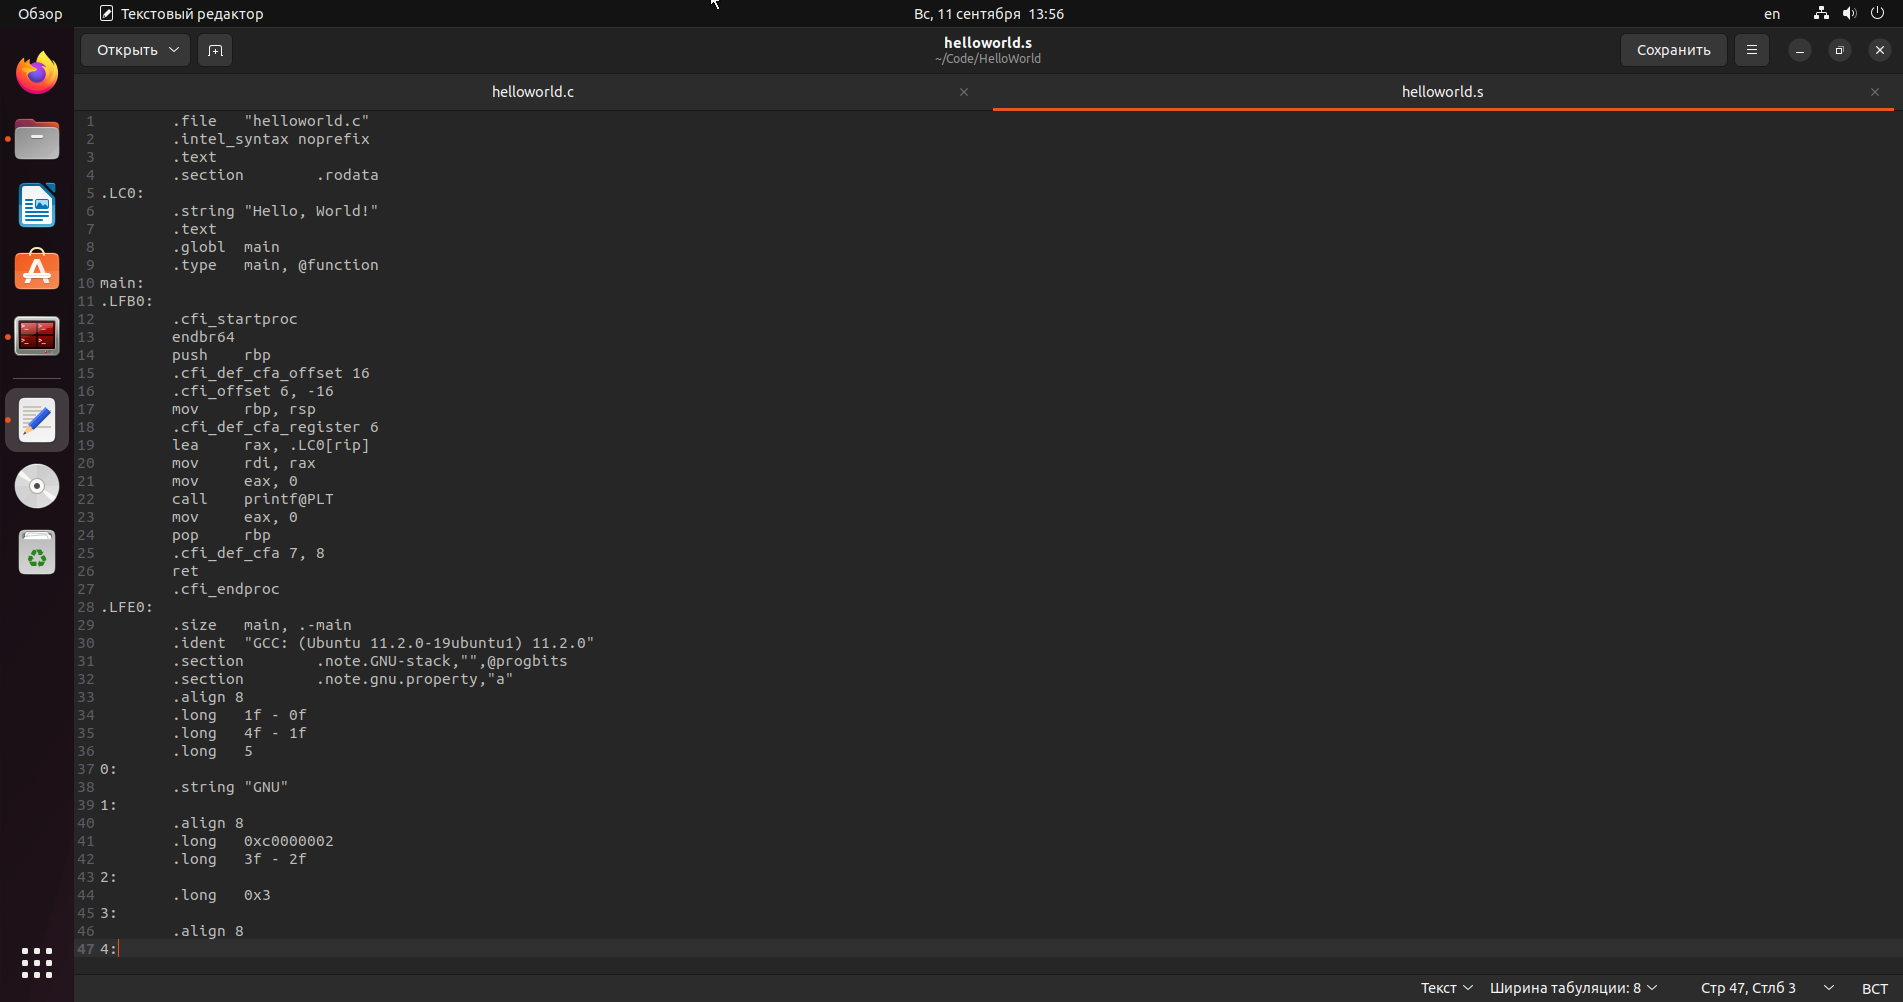 Обзор
Текстовый редактор
Вс, 11 сентября 13:56
en
Открыть
helloworld.s
~/Code/HelloWorld
Сохранить
helloworld.c
helloworld.s
1 .file "helloworld.c"
2 .intel_syntax noprefix
3 .text
4 .section .rodata
5 .LC0:
6 .string "Hello, World!"
7 .text
8 .globl main
9 .type main, @function
10 main:
11 .LFB0:
12 .cfi_startproc
13 endbr64
14 push rbp
15 .cfi_def_cfa_offset 16
16 .cfi_offset 6, -16
17 mov rbp, rsp
18 .cfi_def_cfa_register 6
19 lea rax, .LC0[rip]
20 mov rdi, rax
21 mov eax, 0
22 call printf@PLT
23 mov eax, 0
24 pop rbp
25 .cfi_def_cfa 7, 8
26 ret
27 .cfi_endproc
28 .LFE0:
29 .size main, .-main
30 .ident "GCC: (Ubuntu 11.2.0-19ubuntu1) 11.2.0"
31 .section .note.GNU-stack,"",@progbits
32 .section .note.gnu.property,"a"
33 .align 8
34 .long 1f - 0f
35 .long 4f - 1f
36 .long 5
37 0:
38 .string "GNU"
39 1:
40 .align 8
41 .long 0xc0000002
42 .long 3f - 2f
43 2:
44 .long 0x3
45 3:
46 .align 8
47 4:
Текст
Ширина табуляции: 8
Стр 47, Стлб 3
ВСТ